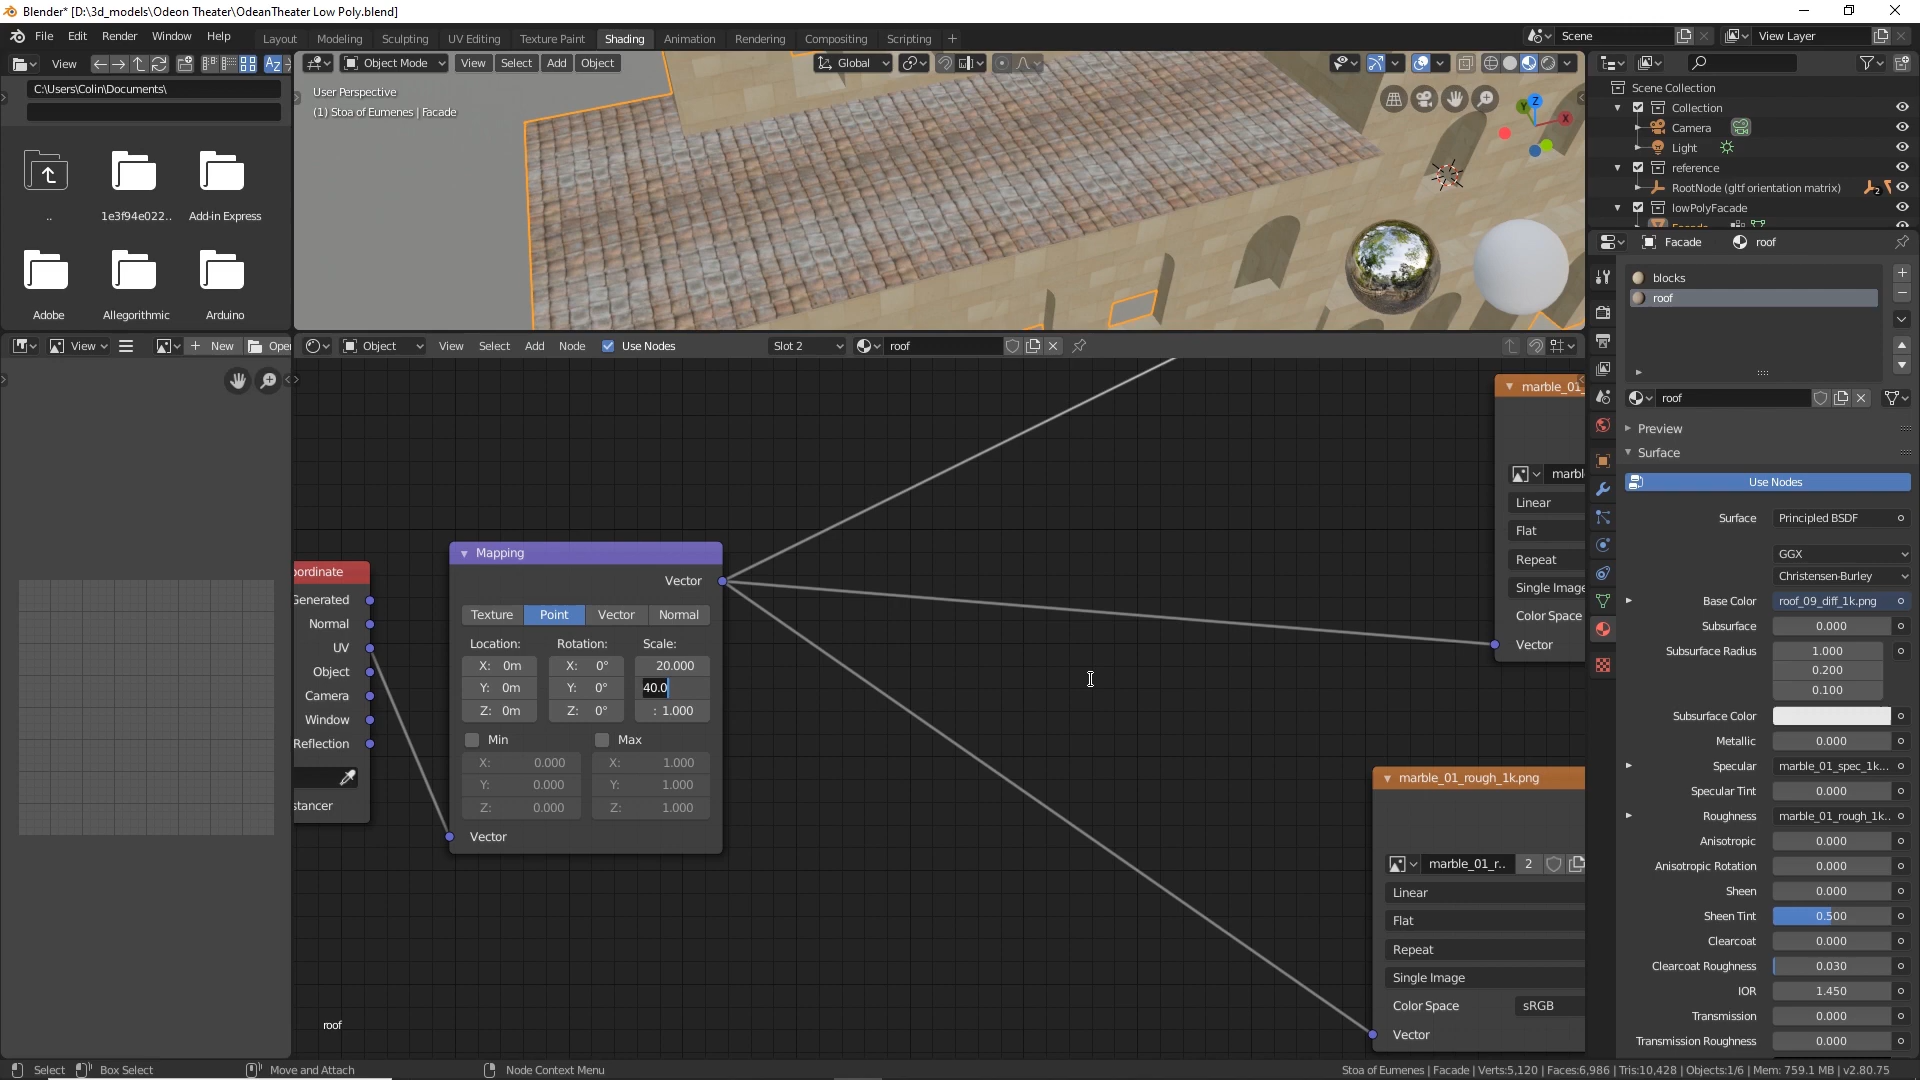 Blender* [D:\3d_models\Odeon Theater\OdeanTheater Low Poly.blend]
File Edit Render Window Help
Layout Modeling Sculpting UV Editing Texture Paint Shading Animation Rendering Compositing Scripting +
Scene View Layer
View Az
C:\Users\Colin\Documents\
..
1e3f94e022..
Add-in Express
Adobe
Allegorithmic
Arduino
Object Mode View Select Add Object Global
User Perspective
(1) Stoa of Eumenes | Facade
Z Y X
Scene Collection
Collection
Camera
Light
reference
RootNode (gltf orientation matrix) 2
lowPolyFacade
Facade roof
blocks
roof
roof
Preview
Surface
Use Nodes
Surface Principled BSDF
GGX
Christensen-Burley
Base Color roof_09_diff_1k.png
Subsurface 0.000
Subsurface Radius 1.000
0.200
0.100
Subsurface Color
Metallic 0.000
Specular marble_01_spec_1k...
Specular Tint 0.000
Roughness marble_01_rough_1k..
Anisotropic 0.000
Anisotropic Rotation 0.000
Sheen 0.000
Sheen Tint 0.500
Clearcoat 0.000
Clearcoat Roughness 0.030
IOR 1.450
Transmission 0.000
Transmission Roughness 0.000
View + New Open
Object View Select Add Node Use Nodes Slot 2 roof
oordinate
Generated
Normal
UV
Object
Camera
Window
Reflection
stancer
Mapping
Vector
Texture Point Vector Normal
Location: Rotation: Scale:
X: 0m X: 0° 20.000
Y: 0m Y: 0° 40.0
Z: 0m Z: 0° : 1.000
Min Max
X: 0.000 X: 1.000
Y: 0.000 Y: 1.000
Z: 0.000 Z: 1.000
Vector
marble_01_
marbl
Linear
Flat
Repeat
Single Image
Color Space
Vector
marble_01_rough_1k.png
marble_01_r.. 2
Linear
Flat
Repeat
Single Image
Color Space sRGB
Vector
roof
Select Box Select Move and Attach Node Context Menu
Stoa of Eumenes | Facade | Verts:5,120 | Faces:6,986 | Tris:10,428 | Objects:1/6 | Mem: 759.1 MB | v2.80.75